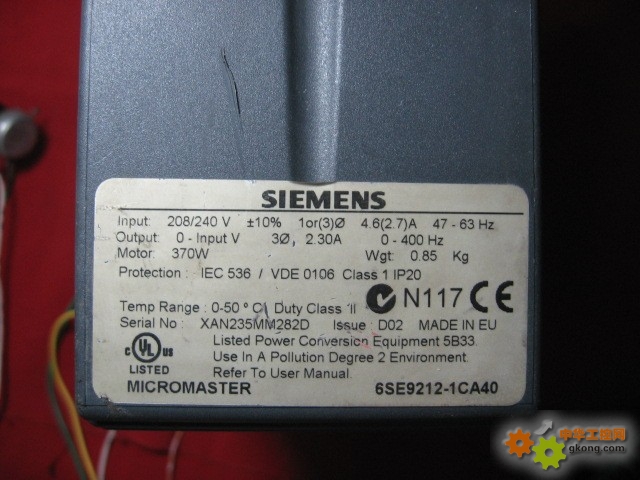 SIEMENS
Input: 208/240 V ±10% 1or(3)Ø 4.6(2.7)A 47 - 63 Hz
Output: 0 - Input V 3Ø, 2.30A 0 - 400 Hz
Motor: 370W Wgt: 0.85 Kg
Protection: IEC 536 / VDE 0106 Class 1 IP20
Temp Range: 0-50 °C Duty Class II
N117 CE
Serial No: XAN235MM282D Issue D02 MADE IN EU
Listed Power Conversion Equipment 5B33.
Use In A Pollution Degree 2 Environment.
Refer To User Manual.
c UL us
LISTED
MICROMASTER 6SE9212-1CA40
中华工控网
gkong.com